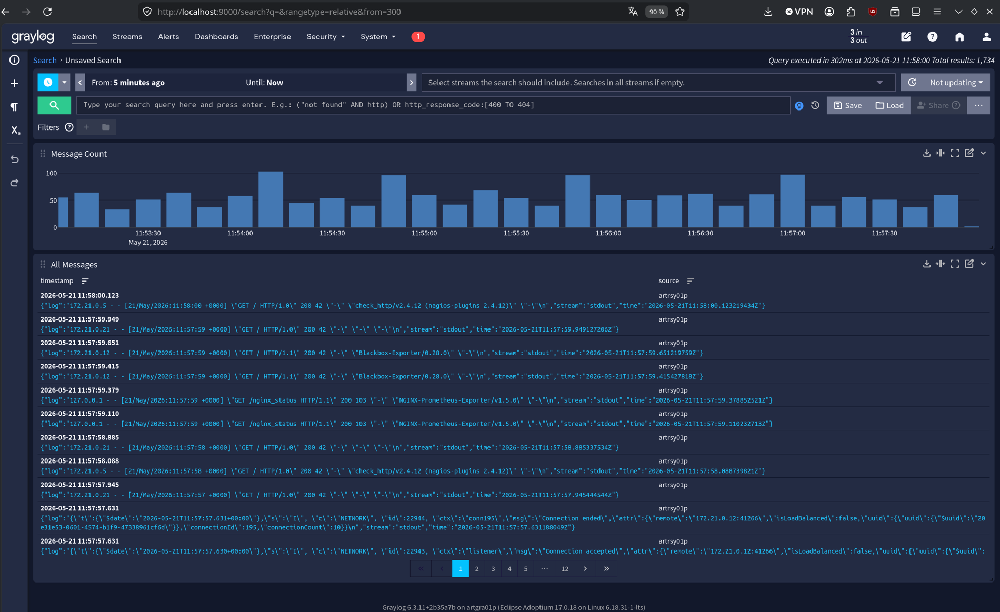 http://localhost:9000/search?q=&rangetype=relative&from=300
90 %
VPN
graylog
Search
Streams
Alerts
Dashboards
Enterprise
Security
System
1
3 in
3 out
Search › Unsaved Search
Query executed in 302ms at 2026-05-21 11:58:00 Total results: 1,734
From: 5 minutes ago
Until: Now
Select streams the search should include. Searches in all streams if empty.
Not updating
Type your search query here and press enter. E.g.: ("not found" AND http) OR http_response_code:[400 TO 404]
Save
Load
Share
Filters
Message Count
100
50
0
11:53:30
11:54:00
11:54:30
11:55:00
11:55:30
11:56:00
11:56:30
11:57:00
11:57:30
May 21, 2026
All Messages
timestamp
source
2026-05-21 11:58:00.123
artrsy01p
{"log":"172.21.0.5 - - [21/May/2026:11:58:00 +0000] \"GET / HTTP/1.0\" 200 42 \"-\" \"check_http/v2.4.12 (nagios-plugins 2.4.12)\" \"-\"\n","stream":"stdout","time":"2026-05-21T11:58:00.123219434Z"}
2026-05-21 11:57:59.949
artrsy01p
{"log":"172.21.0.21 - - [21/May/2026:11:57:59 +0000] \"GET / HTTP/1.0\" 200 42 \"-\" \"-\" \"-\"\n","stream":"stdout","time":"2026-05-21T11:57:59.949127206Z"}
2026-05-21 11:57:59.651
artrsy01p
{"log":"172.21.0.12 - - [21/May/2026:11:57:59 +0000] \"GET / HTTP/1.1\" 200 42 \"-\" \"Blackbox-Exporter/0.28.0\" \"-\"\n","stream":"stdout","time":"2026-05-21T11:57:59.651219759Z"}
2026-05-21 11:57:59.415
artrsy01p
{"log":"172.21.0.12 - - [21/May/2026:11:57:59 +0000] \"GET / HTTP/1.1\" 200 42 \"-\" \"Blackbox-Exporter/0.28.0\" \"-\"\n","stream":"stdout","time":"2026-05-21T11:57:59.415427818Z"}
2026-05-21 11:57:59.379
artrsy01p
{"log":"127.0.0.1 - - [21/May/2026:11:57:59 +0000] \"GET /nginx_status HTTP/1.1\" 200 103 \"-\" \"NGINX-Prometheus-Exporter/v1.5.0\" \"-\"\n","stream":"stdout","time":"2026-05-21T11:57:59.378852521Z"}
2026-05-21 11:57:59.110
artrsy01p
{"log":"127.0.0.1 - - [21/May/2026:11:57:59 +0000] \"GET /nginx_status HTTP/1.1\" 200 103 \"-\" \"NGINX-Prometheus-Exporter/v1.5.0\" \"-\"\n","stream":"stdout","time":"2026-05-21T11:57:59.110232713Z"}
2026-05-21 11:57:58.885
artrsy01p
{"log":"172.21.0.21 - - [21/May/2026:11:57:58 +0000] \"GET / HTTP/1.0\" 200 42 \"-\" \"-\" \"-\"\n","stream":"stdout","time":"2026-05-21T11:57:58.885337534Z"}
2026-05-21 11:57:58.088
artrsy01p
{"log":"172.21.0.5 - - [21/May/2026:11:57:58 +0000] \"GET / HTTP/1.0\" 200 42 \"-\" \"check_http/v2.4.12 (nagios-plugins 2.4.12)\" \"-\"\n","stream":"stdout","time":"2026-05-21T11:57:58.088739821Z"}
2026-05-21 11:57:57.945
artrsy01p
{"log":"172.21.0.21 - - [21/May/2026:11:57:57 +0000] \"GET / HTTP/1.0\" 200 42 \"-\" \"-\" \"-\"\n","stream":"stdout","time":"2026-05-21T11:57:57.945444544Z"}
2026-05-21 11:57:57.631
artrsy01p
{"log":"{\"t\":{\"$date\":\"2026-05-21T11:57:57.631+00:00\"},\"s\":\"I\", \"c\":\"NETWORK\", \"id\":22944, \"ctx\":\"conn195\",\"msg\":\"Connection ended\",\"attr\":{\"remote\":\"172.21.0.12:41266\",\"isLoadBalanced\":false,\"uuid\":{\"uuid\":{\"$uuid\":\"20
e31e53-0601-4574-b1f9-47338961cf6d\"}},\"connectionId\":195,\"connectionCount\":10}}\n","stream":"stdout","time":"2026-05-21T11:57:57.631188049Z"}
2026-05-21 11:57:57.631
artrsy01p
{"log":"{\"t\":{\"$date\":\"2026-05-21T11:57:57.630+00:00\"},\"s\":\"I\", \"c\":\"NETWORK\", \"id\":22943, \"ctx\":\"listener\",\"msg\":\"Connection accepted\",\"attr\":{\"remote\":\"172.21.0.12:41266\",\"isLoadBalanced\":false,\"uuid\":{\"uuid\":{\"$uuid\":
« ‹ 1 2 3 4 5 ··· 12 › »
Graylog 6.3.11+2b35a7b on artgra01p (Eclipse Adoptium 17.0.18 on Linux 6.18.31-1-lts)